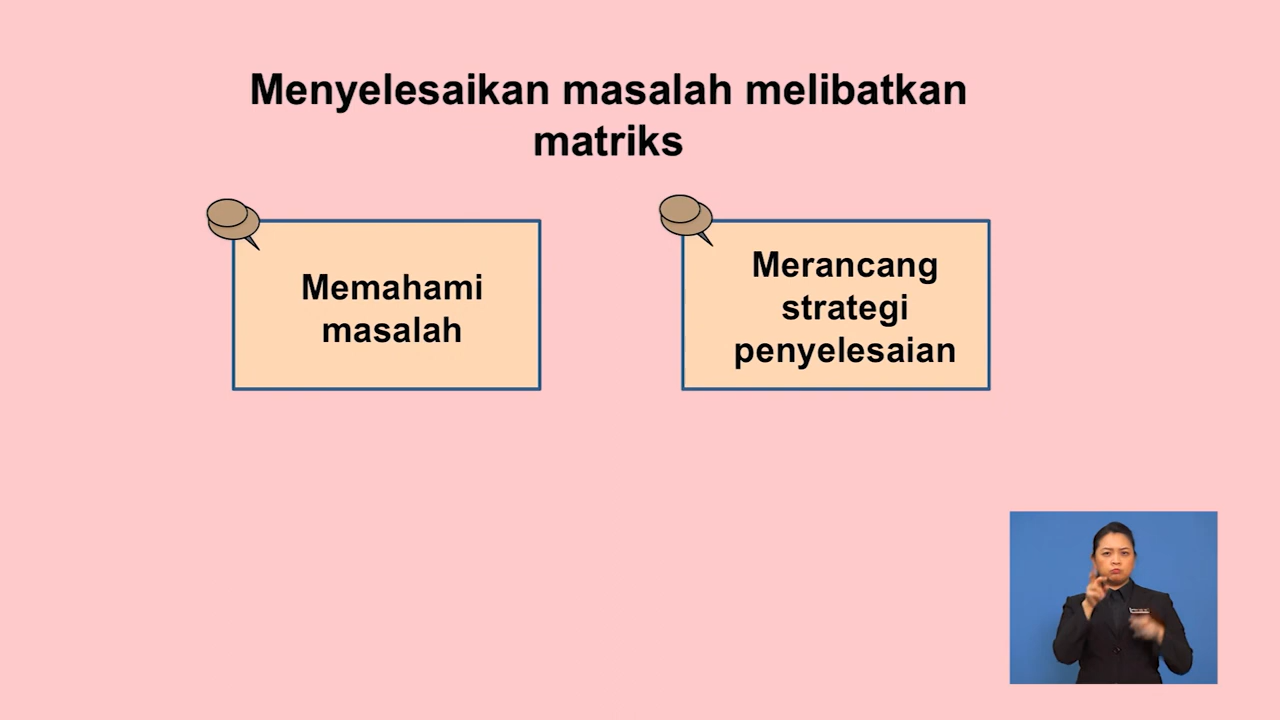 Menyelesaikan masalah melibatkan
matriks
Memahami
masalah
Merancang
strategi
penyelesaian